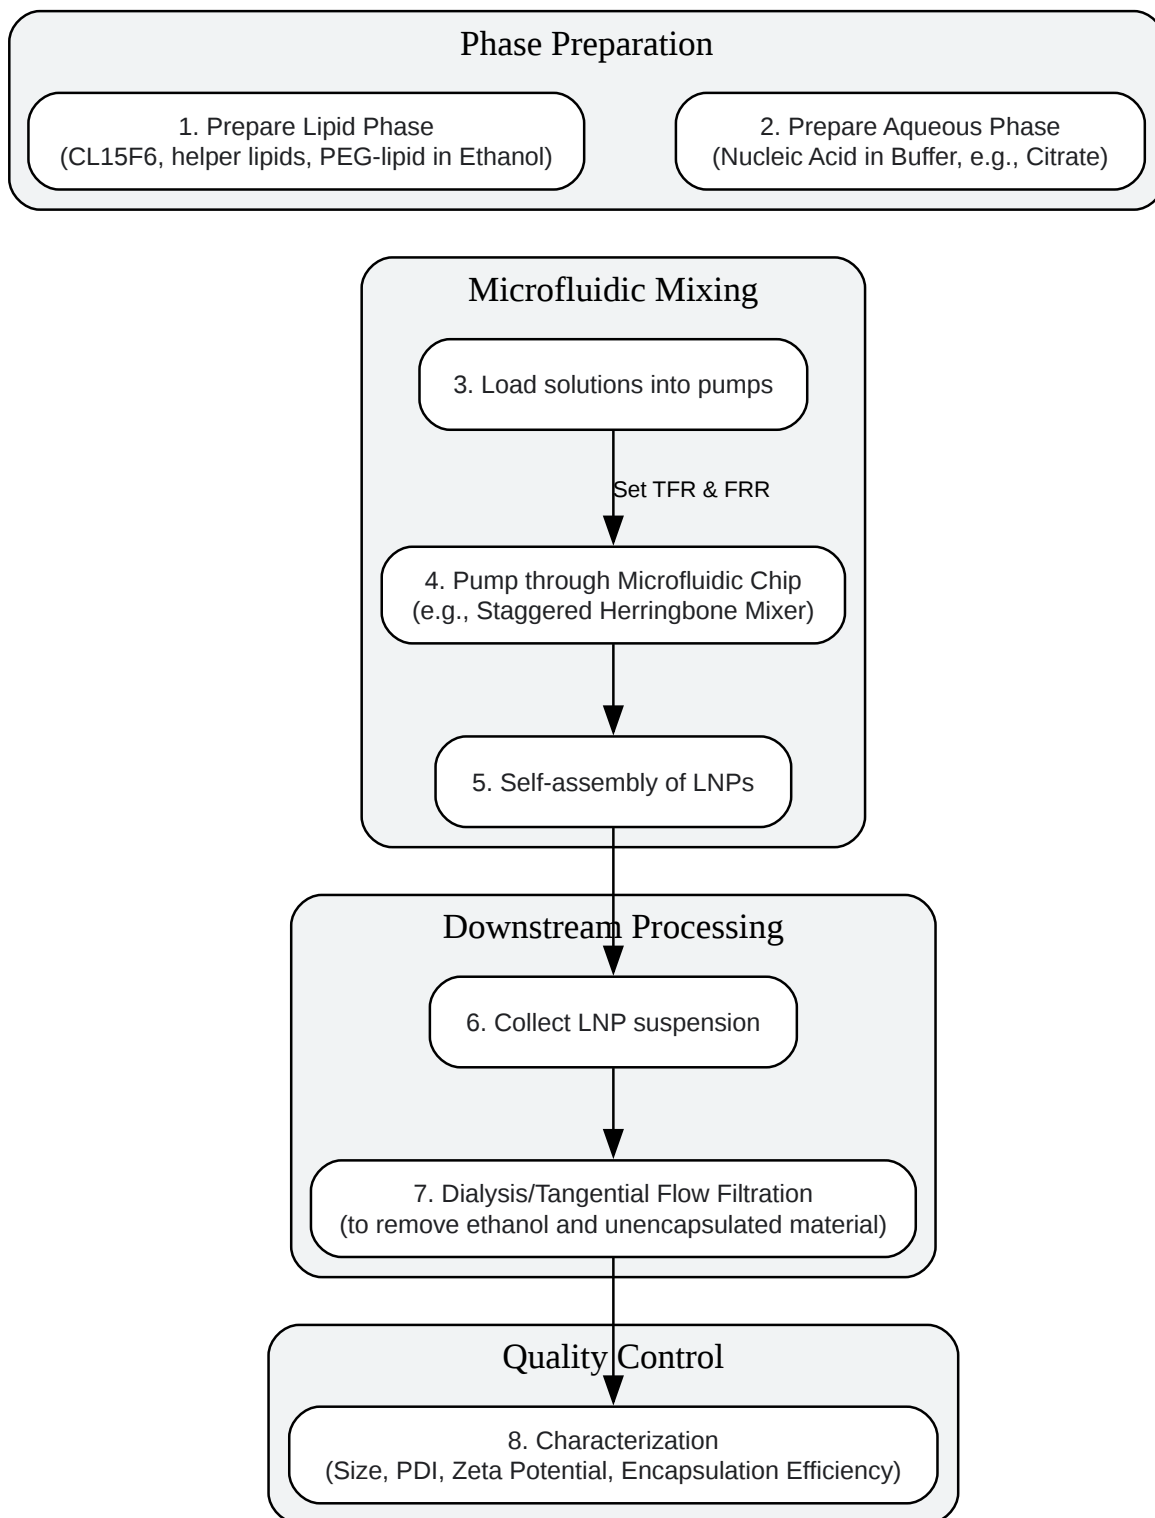 Phase Preparation
1. Prepare Lipid Phase
(CL15F6, helper lipids, PEG-lipid in Ethanol)
2. Prepare Aqueous Phase
(Nucleic Acid in Buffer, e.g., Citrate)
Microfluidic Mixing
3. Load solutions into pumps
Set TFR & FRR
4. Pump through Microfluidic Chip
(e.g., Staggered Herringbone Mixer)
5. Self-assembly of LNPs
Downstream Processing
6. Collect LNP suspension
7. Dialysis/Tangential Flow Filtration
(to remove ethanol and unencapsulated material)
Quality Control
8. Characterization
(Size, PDI, Zeta Potential, Encapsulation Efficiency)